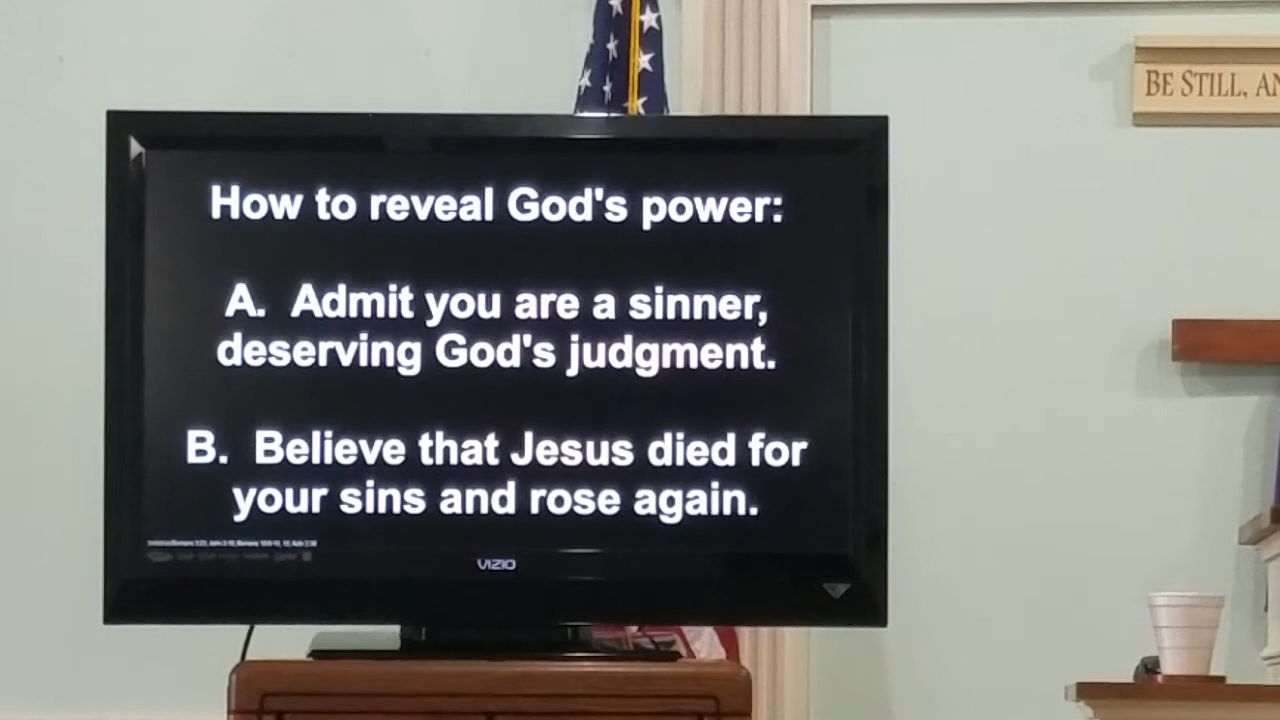 BE STILL, AN
How to reveal God's power:
A. Admit you are a sinner,
deserving God's judgment.
B. Believe that Jesus died for
your sins and rose again.
VIZIO